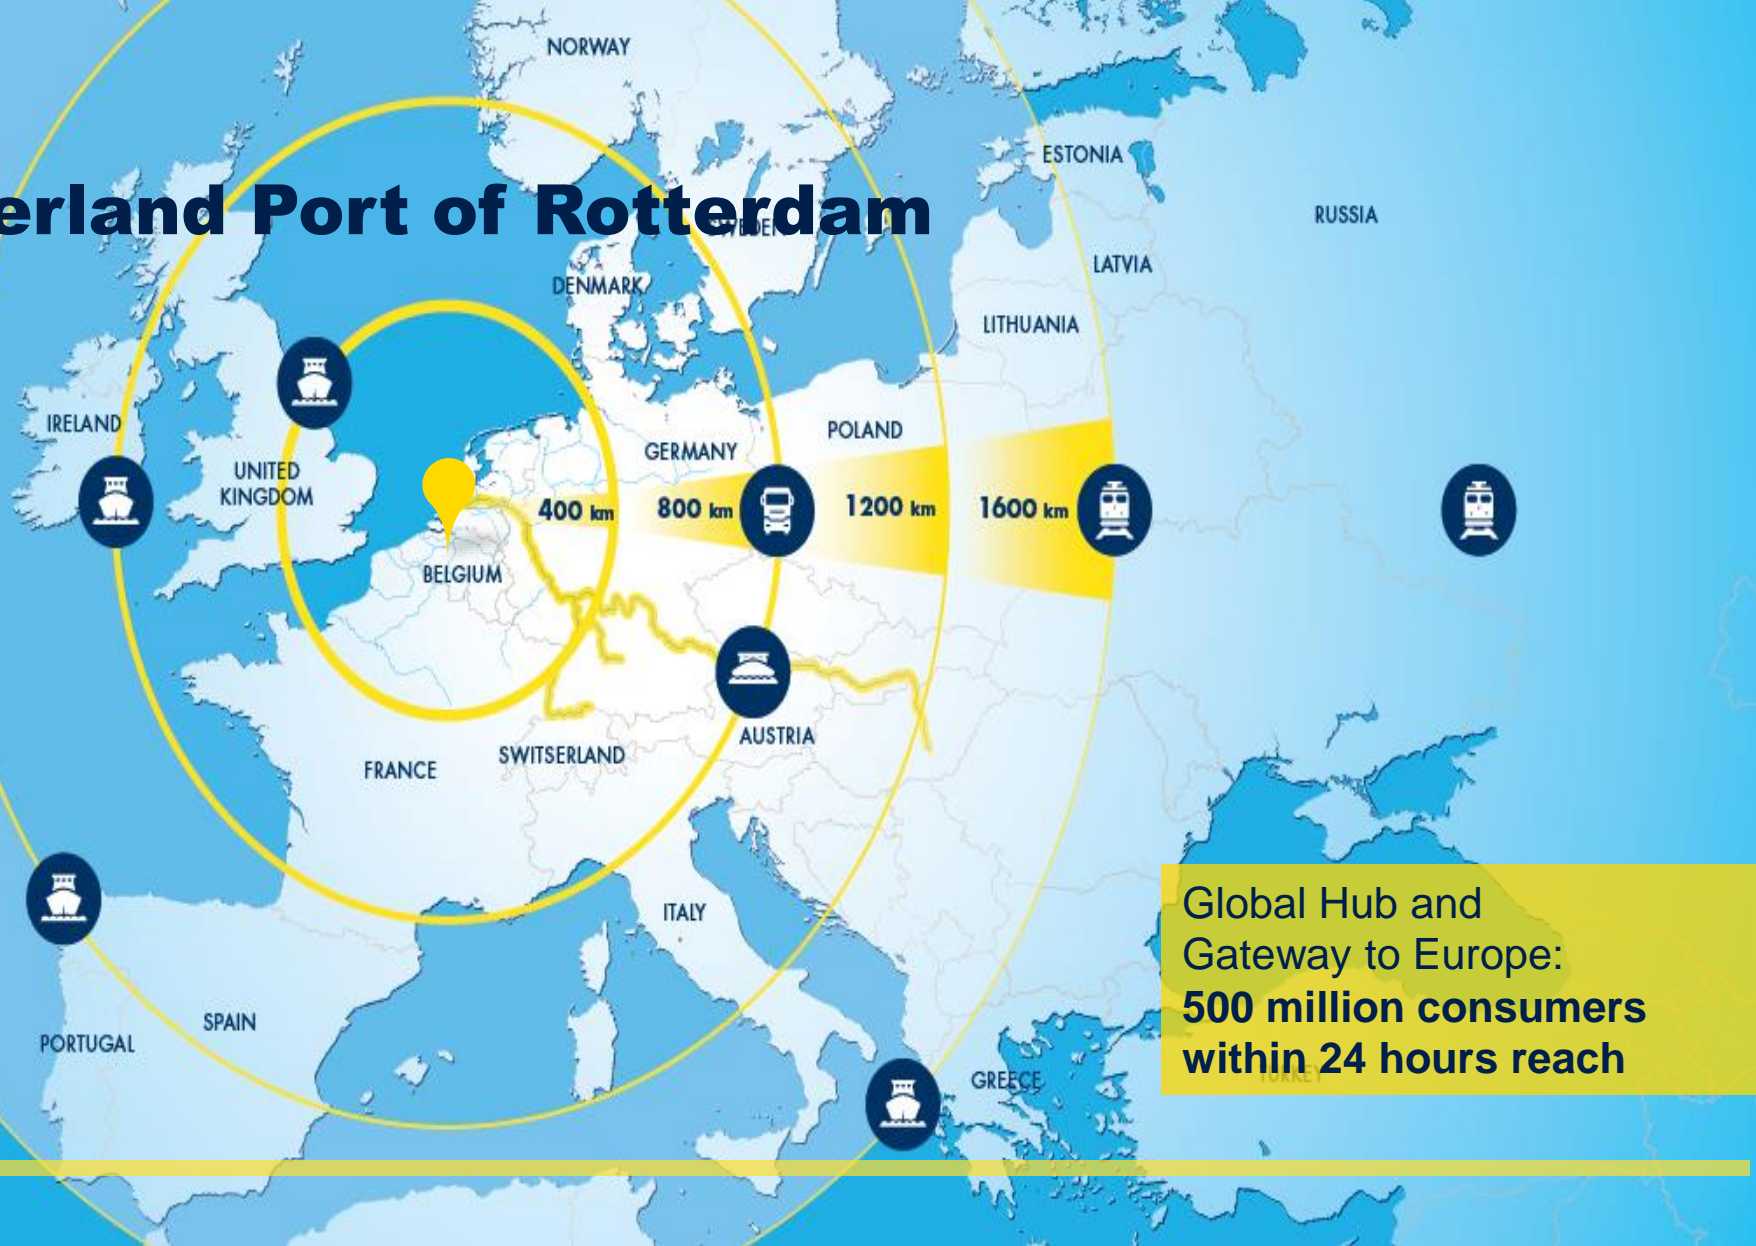 NORWAY
ESTONIA
erland Port of Rotterdam
SWEDEN
RUSSIA
LATVIA
DENMARK
LITHUANIA
IRELAND
POLAND
GERMANY
UNITED
KINGDOM
400 km
800 km
1200 km
1600 km
BELGIUM
AUSTRIA
SWITSERLAND
FRANCE
ITALY
Global Hub and
Gateway to Europe:
500 million consumers
within 24 hours reach
SPAIN
PORTUGAL
GREECE
TURKEY